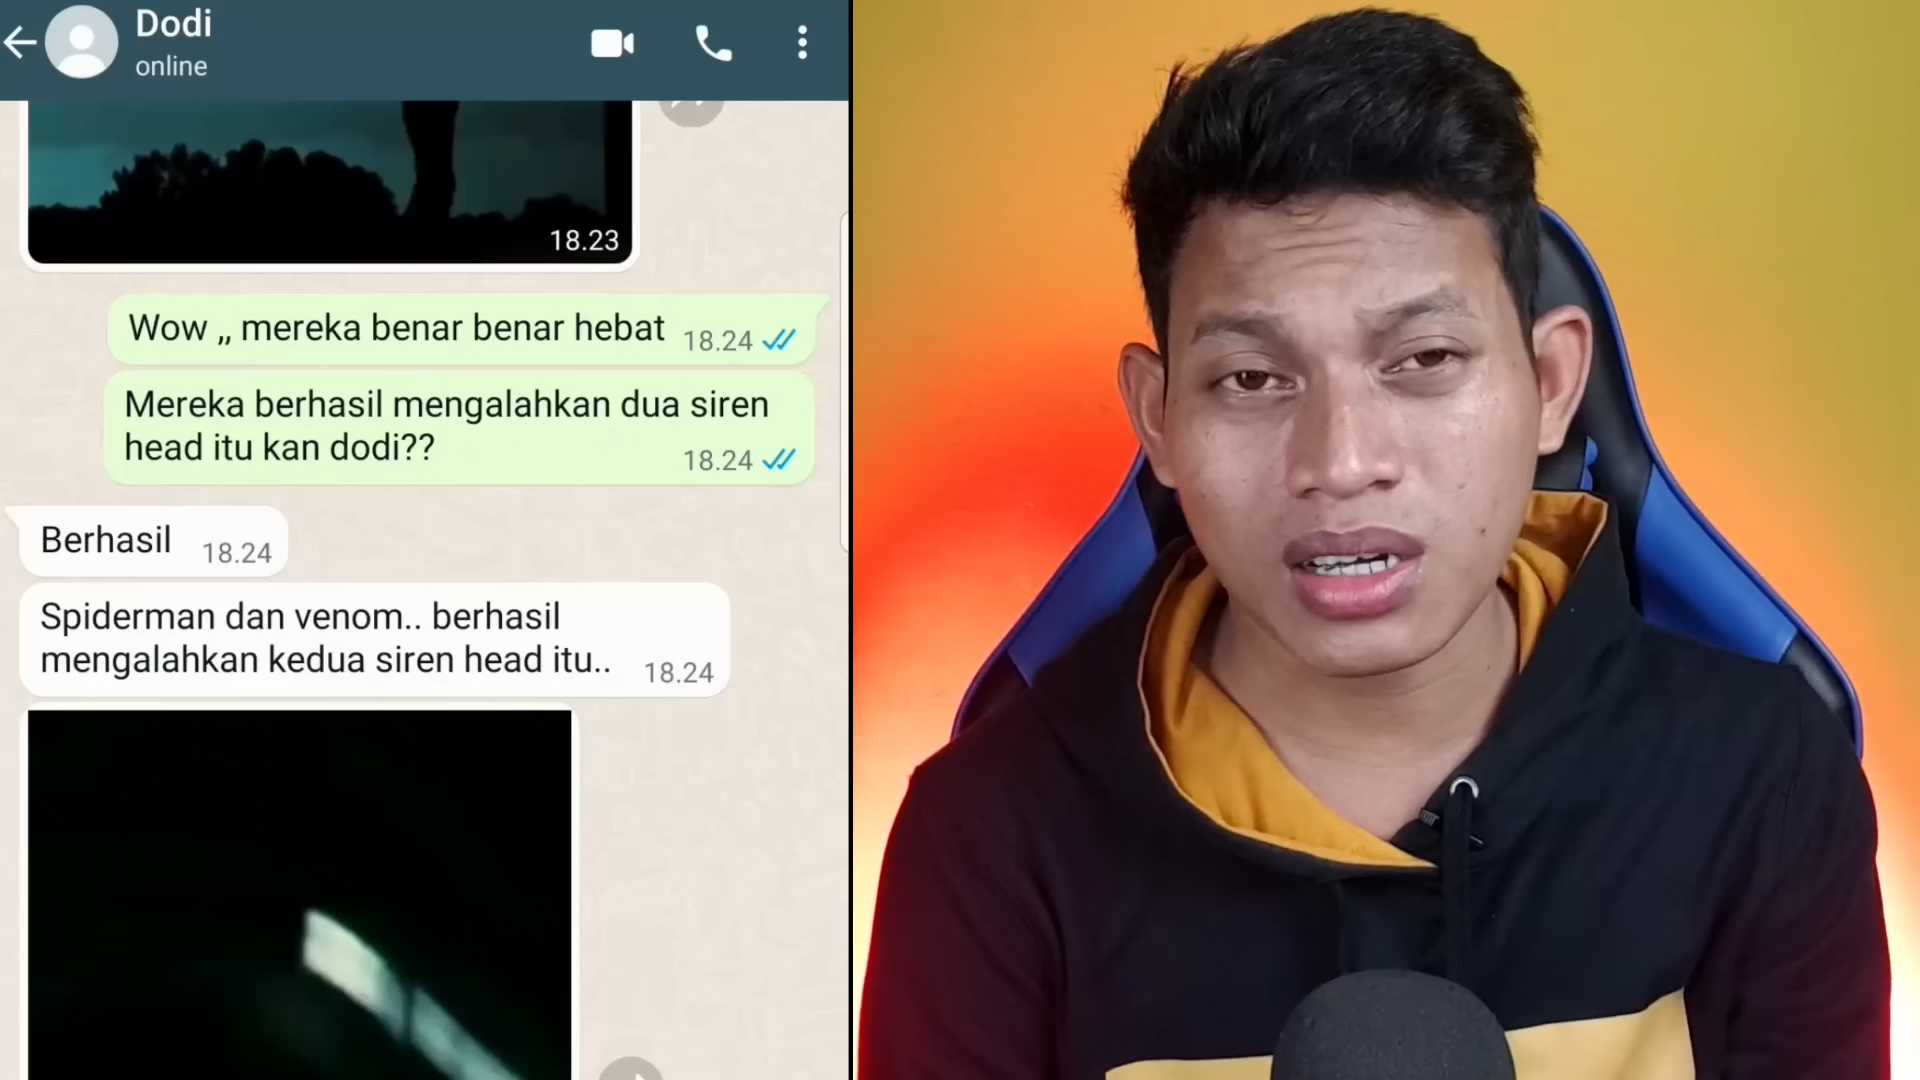 Dodi
online
18.23
Wow ,, mereka benar benar hebat 18.24
Mereka berhasil mengalahkan dua siren
head itu kan dodi?? 18.24
Berhasil 18.24
Spiderman dan venom.. berhasil
mengalahkan kedua siren head itu.. 18.24